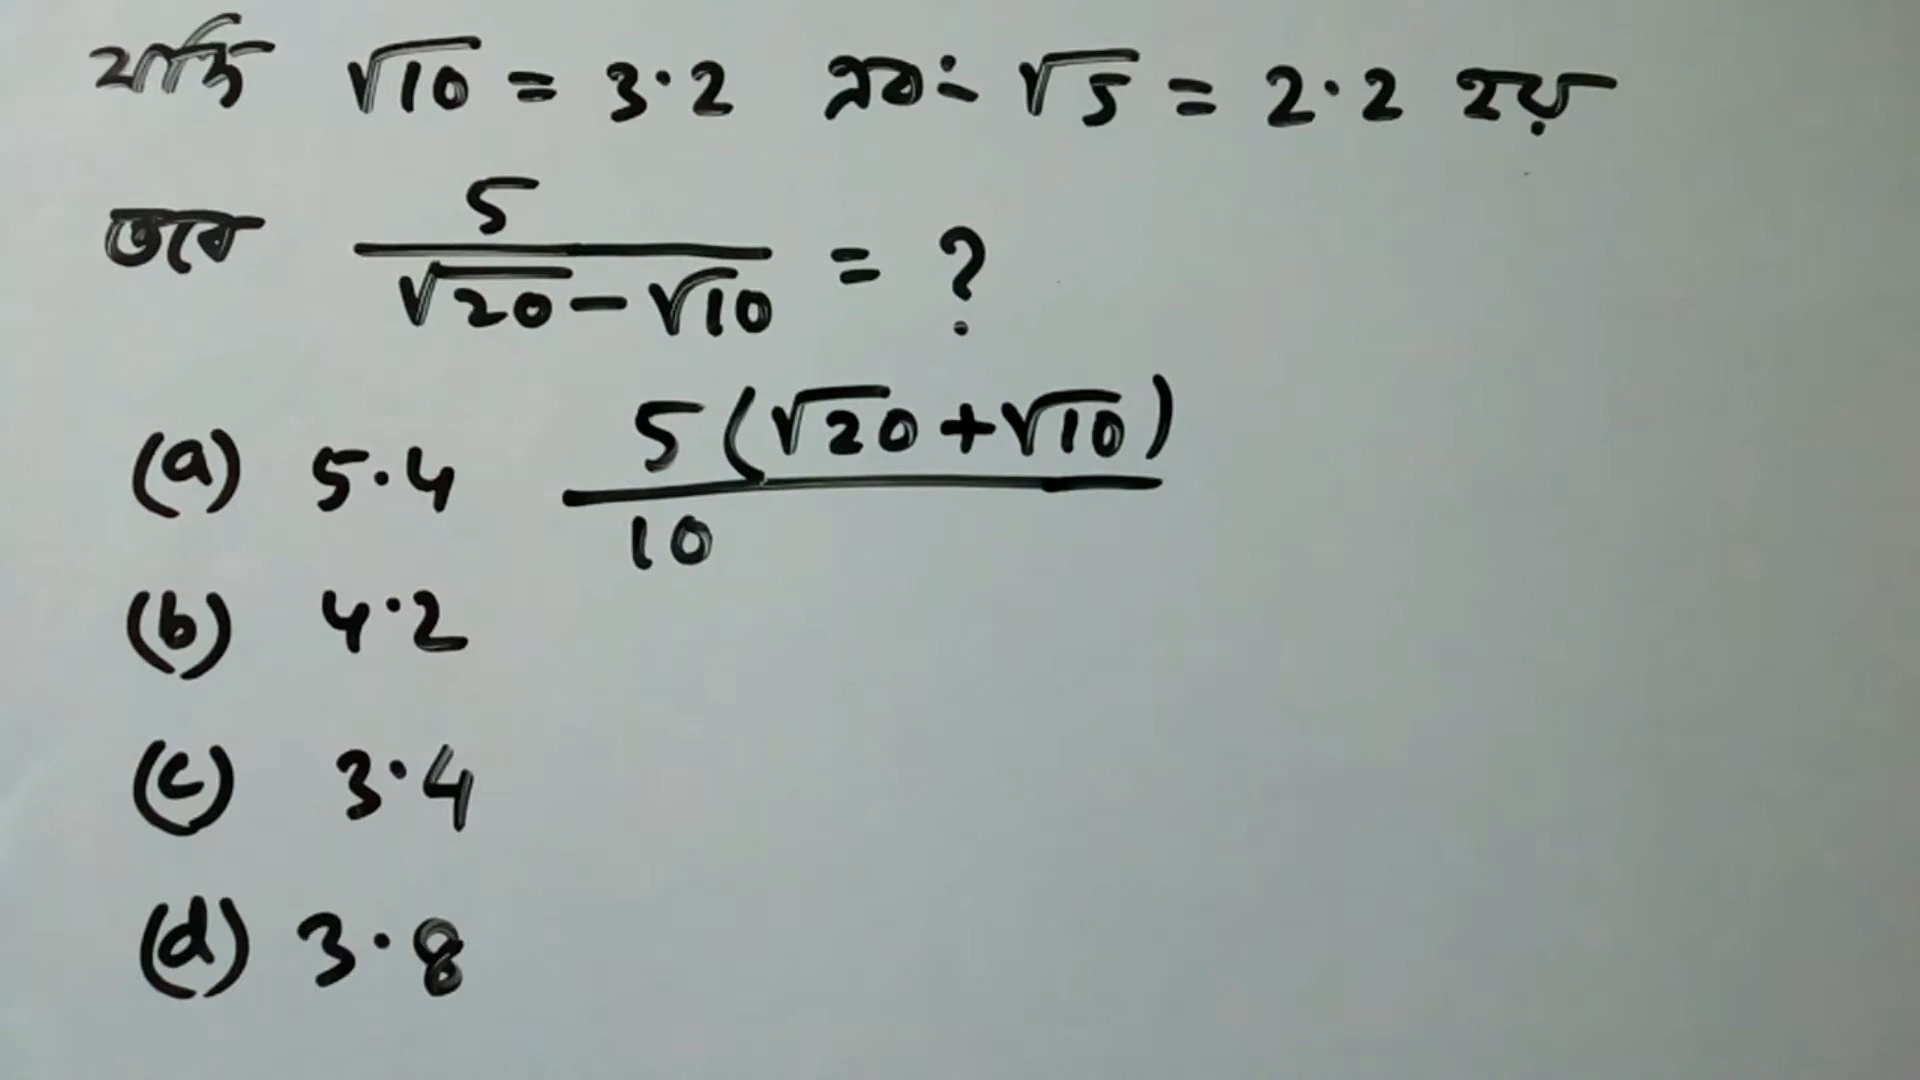 যদি √10 = 3·2 এবং √5 = 2·2 হয়
তবে 5/(√20 - √10) = ?
(a) 5.4
5(√20 + √10)/10
(b) 4·2
(c) 3·4
(d) 3·8